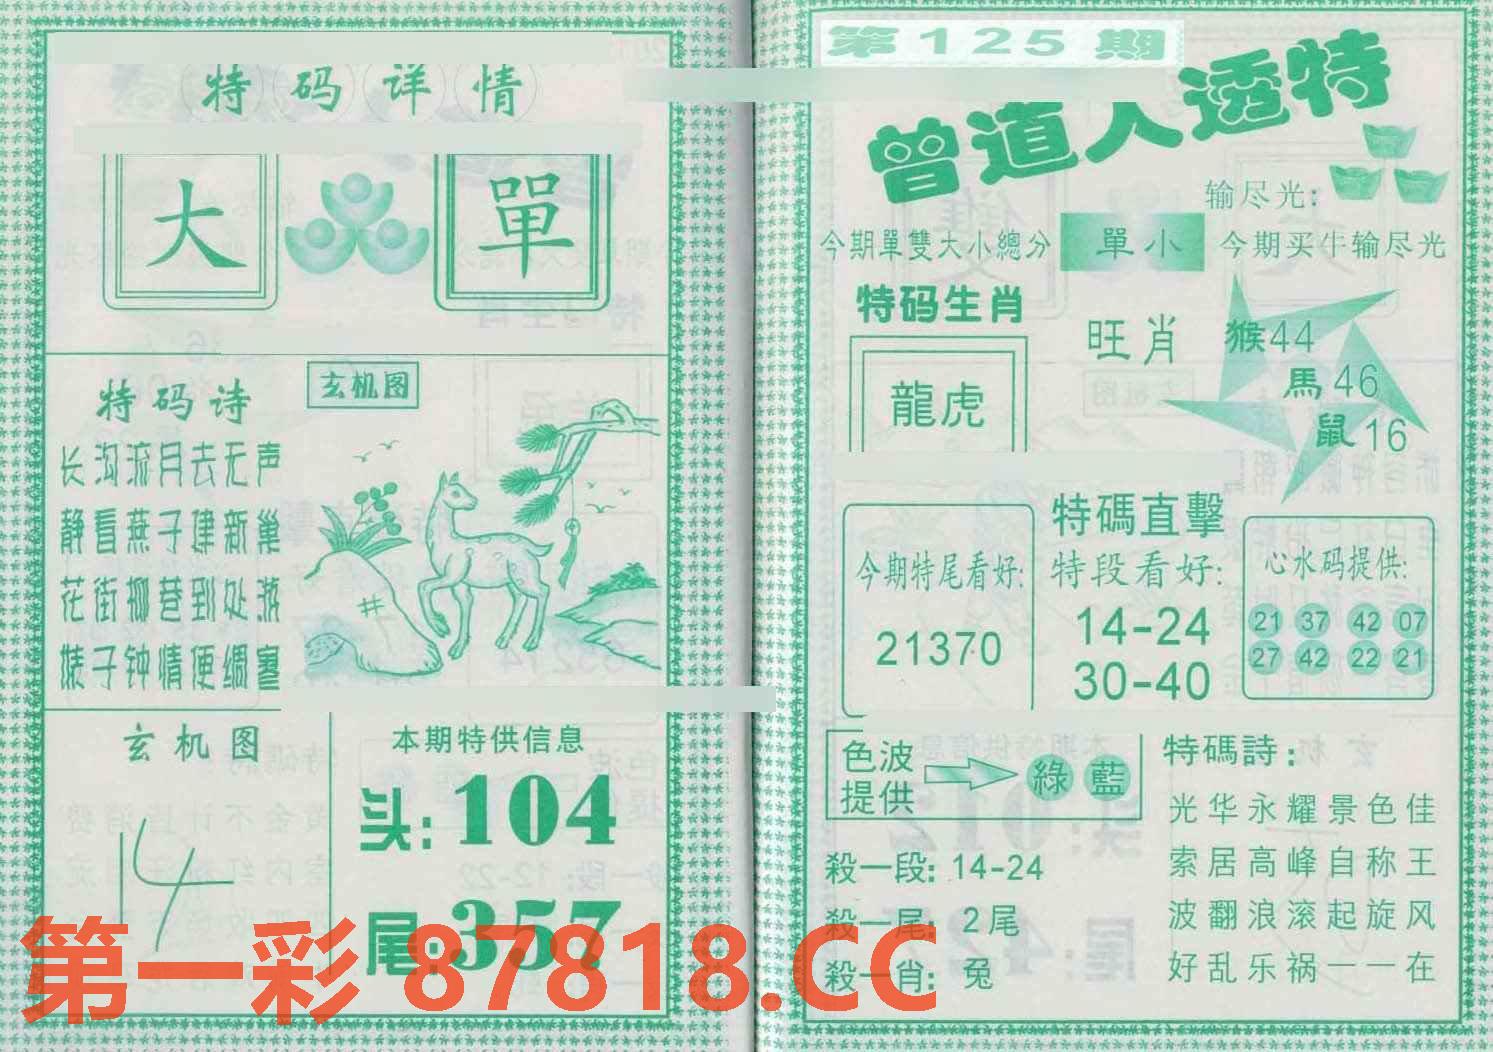 特码详情
大 單
特码诗
长沟流月去无声
静看燕子建新巢
花街柳巷到处游
婊子钟情便绸寋
玄机图
井
玄机图
14
本期特供信息
头:104
尾:357
第125期
曾道人透特
输尽光:
今期單雙大小總分 單小 今期买牛输尽光
特码生肖
龍虎
旺肖
猴44
馬46
鼠16
今期特尾看好:
21370
特碼直擊
特段看好:
14-24
30-40
心水码提供:
21 37 42 07
27 42 22 21
色波提供 綠 藍
殺一段: 14-24
殺一尾: 2尾
殺一肖: 兔
特碼詩:
光华永耀景色佳
索居高峰自称王
波翻浪滚起旋风
好乱乐祸一一在
第一彩 87818.CC